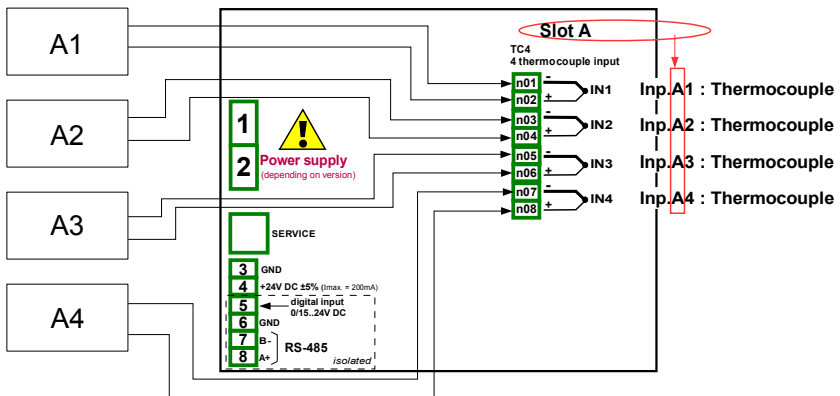 A1
A2
A3
A4
Slot A
TC4
4 thermocouple input
n01 - IN1
n02 +
n03 - IN2
n04 +
n05 - IN3
n06 +
n07 - IN4
n08 +
Inp.A1 : Thermocouple
Inp.A2 : Thermocouple
Inp.A3 : Thermocouple
Inp.A4 : Thermocouple
1
2
!
Power supply
(depending on version)
SERVICE
3 GND
4 +24V DC ±5% (Imax. = 200mA)
5 digital input
0/15..24V DC
6 GND
7 B-
8 A+
RS-485
isolated